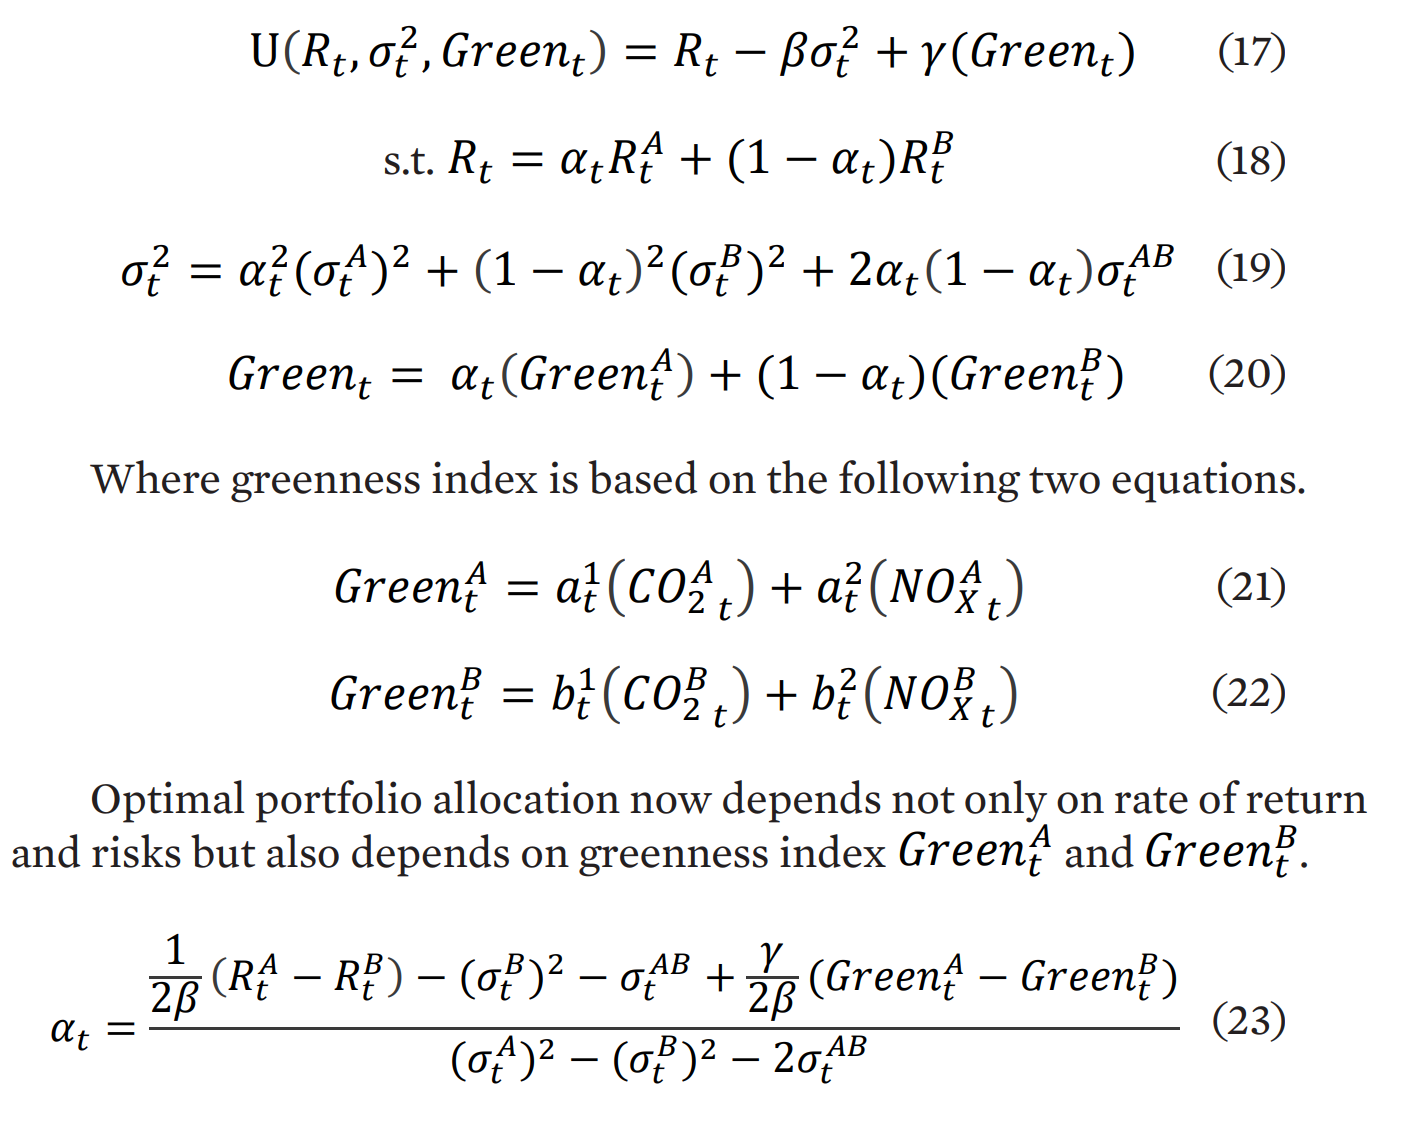 U(R_t, σ_t^2, Green_t) = R_t − βσ_t^2 + γ(Green_t) (17)
s.t. R_t = α_t R_t^A + (1 − α_t)R_t^B (18)
σ_t^2 = α_t^2(σ_t^A)^2 + (1 − α_t)^2(σ_t^B)^2 + 2α_t(1 − α_t)σ_t^AB (19)
Green_t = α_t(Green_t^A) + (1 − α_t)(Green_t^B) (20)
Where greenness index is based on the following two equations.
Green_t^A = a_t^1(CO_2^A_t) + a_t^2(NO_X^A_t) (21)
Green_t^B = b_t^1(CO_2^B_t) + b_t^2(NO_X^B_t) (22)
Optimal portfolio allocation now depends not only on rate of return
and risks but also depends on greenness index Green_t^A and Green_t^B.
α_t = (1/(2β) (R_t^A − R_t^B) − (σ_t^B)^2 − σ_t^AB + γ/(2β) (Green_t^A − Green_t^B)) / ((σ_t^A)^2 − (σ_t^B)^2 − 2σ_t^AB) (23)